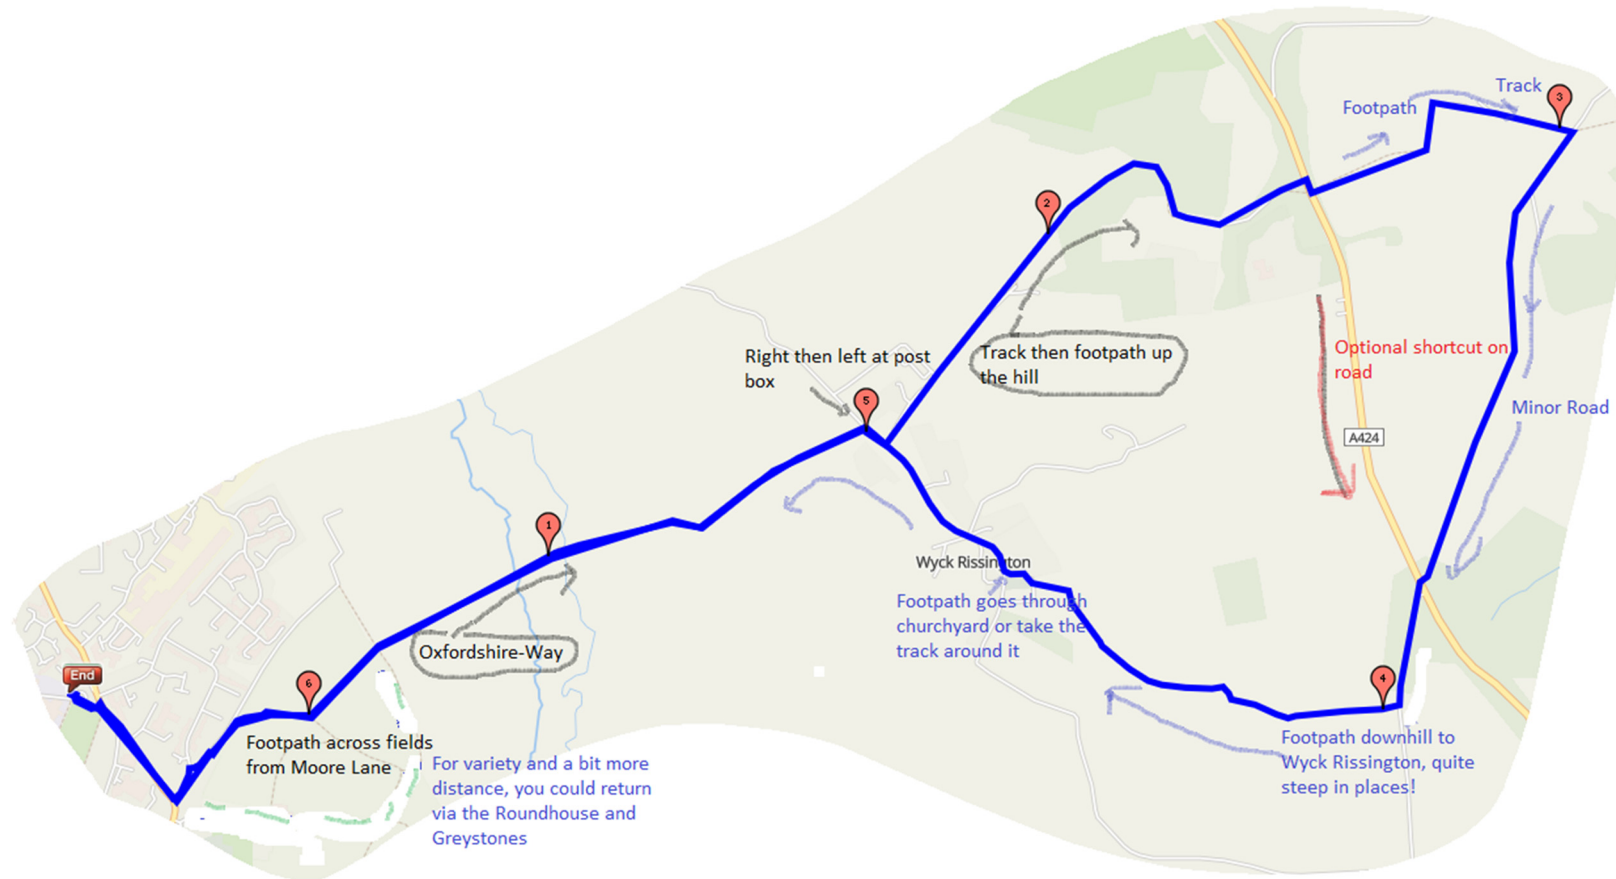 Track
3
Footpath
2
Right then left at post
box
Track then footpath up
the hill
Optional shortcut on
road
5
Minor Road
A424
1
Wyck Rissington
Footpath goes through
churchyard or take the
track around it
Oxfordshire-Way
End
6
4
Footpath across fields
from Moore Lane
For variety and a bit more
distance, you could return
via the Roundhouse and
Greystones
Footpath downhill to
Wyck Rissington, quite
steep in places!